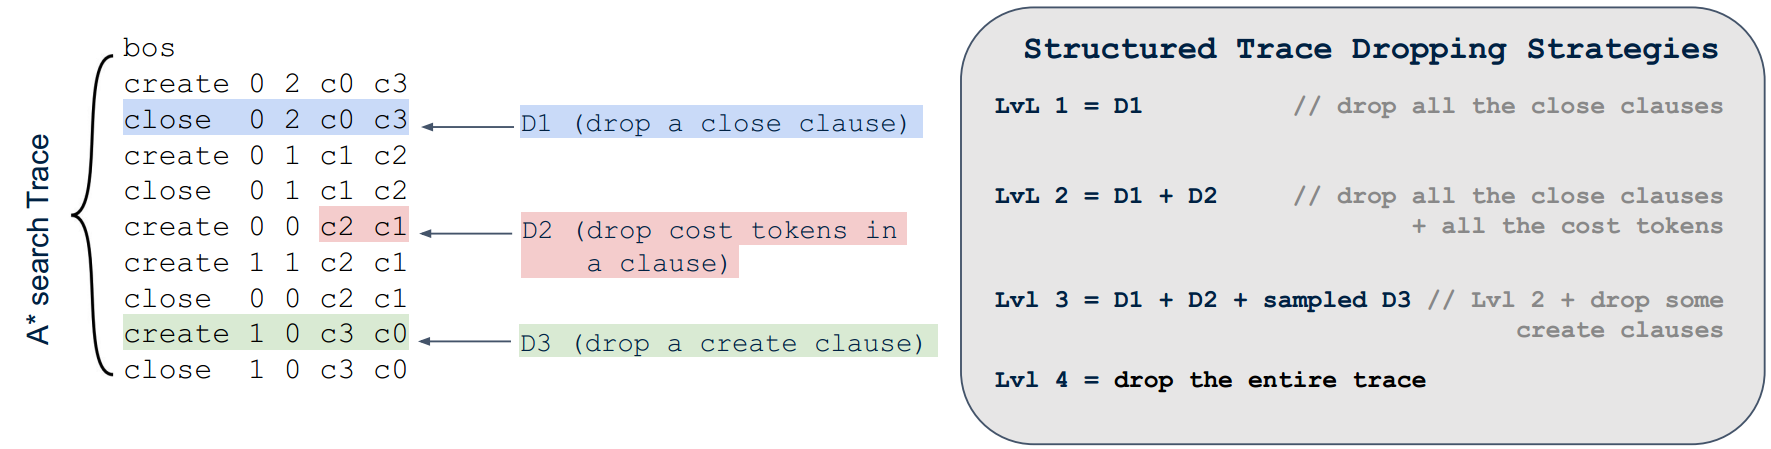 A* search Trace
bos
create 0 2 c0 c3
close 0 2 c0 c3
create 0 1 c1 c2
close 0 1 c1 c2
create 0 0 c2 c1
create 1 1 c2 c1
close 0 0 c2 c1
create 1 0 c3 c0
close 1 0 c3 c0
D1 (drop a close clause)
D2 (drop cost tokens in
a clause)
D3 (drop a create clause)
Structured Trace Dropping Strategies
LvL 1 = D1 // drop all the close clauses
LvL 2 = D1 + D2 // drop all the close clauses
+ all the cost tokens
Lvl 3 = D1 + D2 + sampled D3 // Lvl 2 + drop some
create clauses
Lvl 4 = drop the entire trace